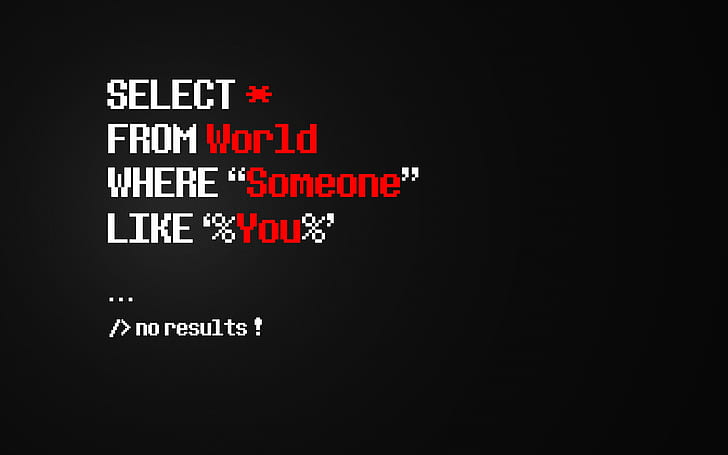 SELECT *
FROM World
WHERE “Someone”
LIKE ‘%You%’
...
/> no results !